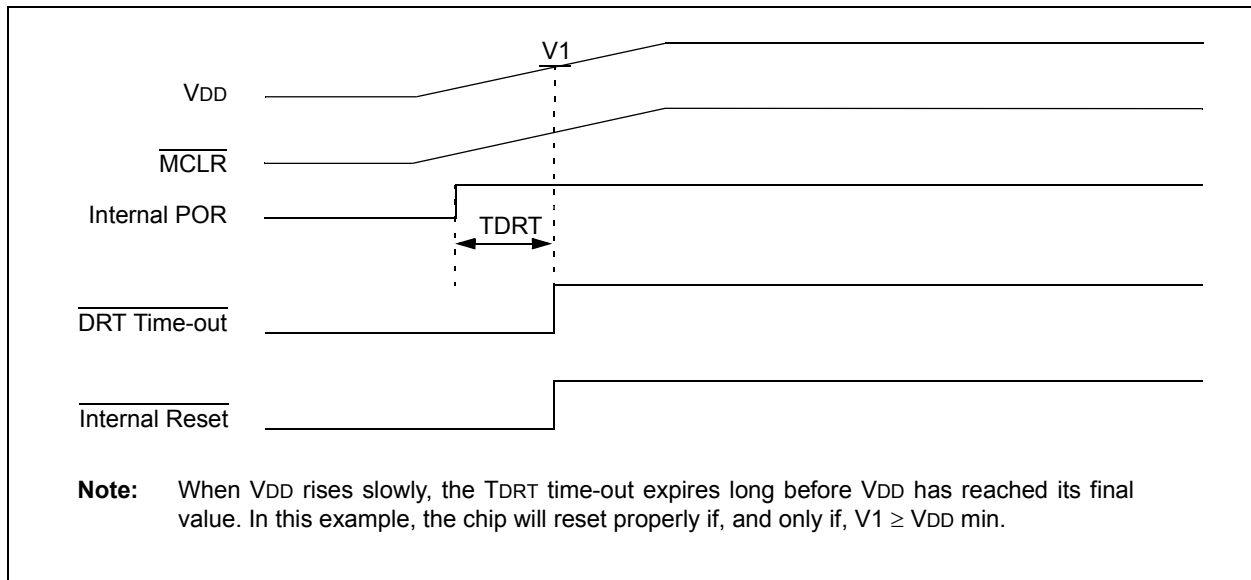 V1
VDD
MCLR
Internal POR
TDRT
DRT Time-out
Internal Reset
Note: When VDD rises slowly, the TDRT time-out expires long before VDD has reached its final
value. In this example, the chip will reset properly if, and only if, V1 ≥ VDD min.